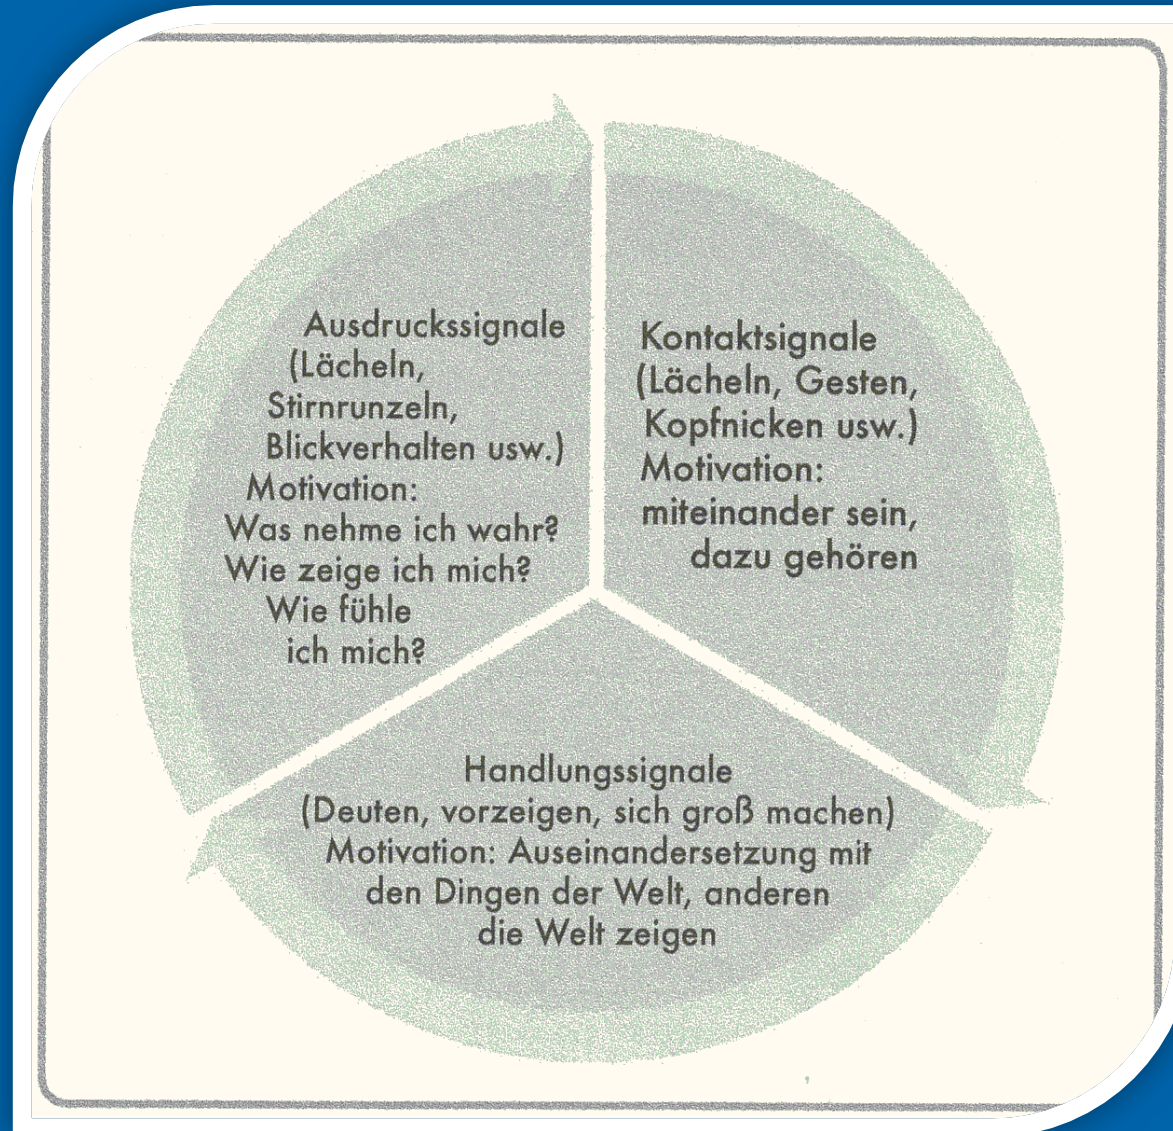 Ausdruckssignale
(Lächeln,
Stirnrunzeln,
Blickverhalten usw.)
Motivation:
Was nehme ich wahr?
Wie zeige ich mich?
Wie fühle
ich mich?
Kontaktsignale
(Lächeln, Gesten,
Kopfnicken usw.)
Motivation:
miteinander sein,
dazu gehören
Handlungssignale
(Deuten, vorzeigen, sich groß machen)
Motivation: Auseinandersetzung mit
den Dingen der Welt, anderen
die Welt zeigen